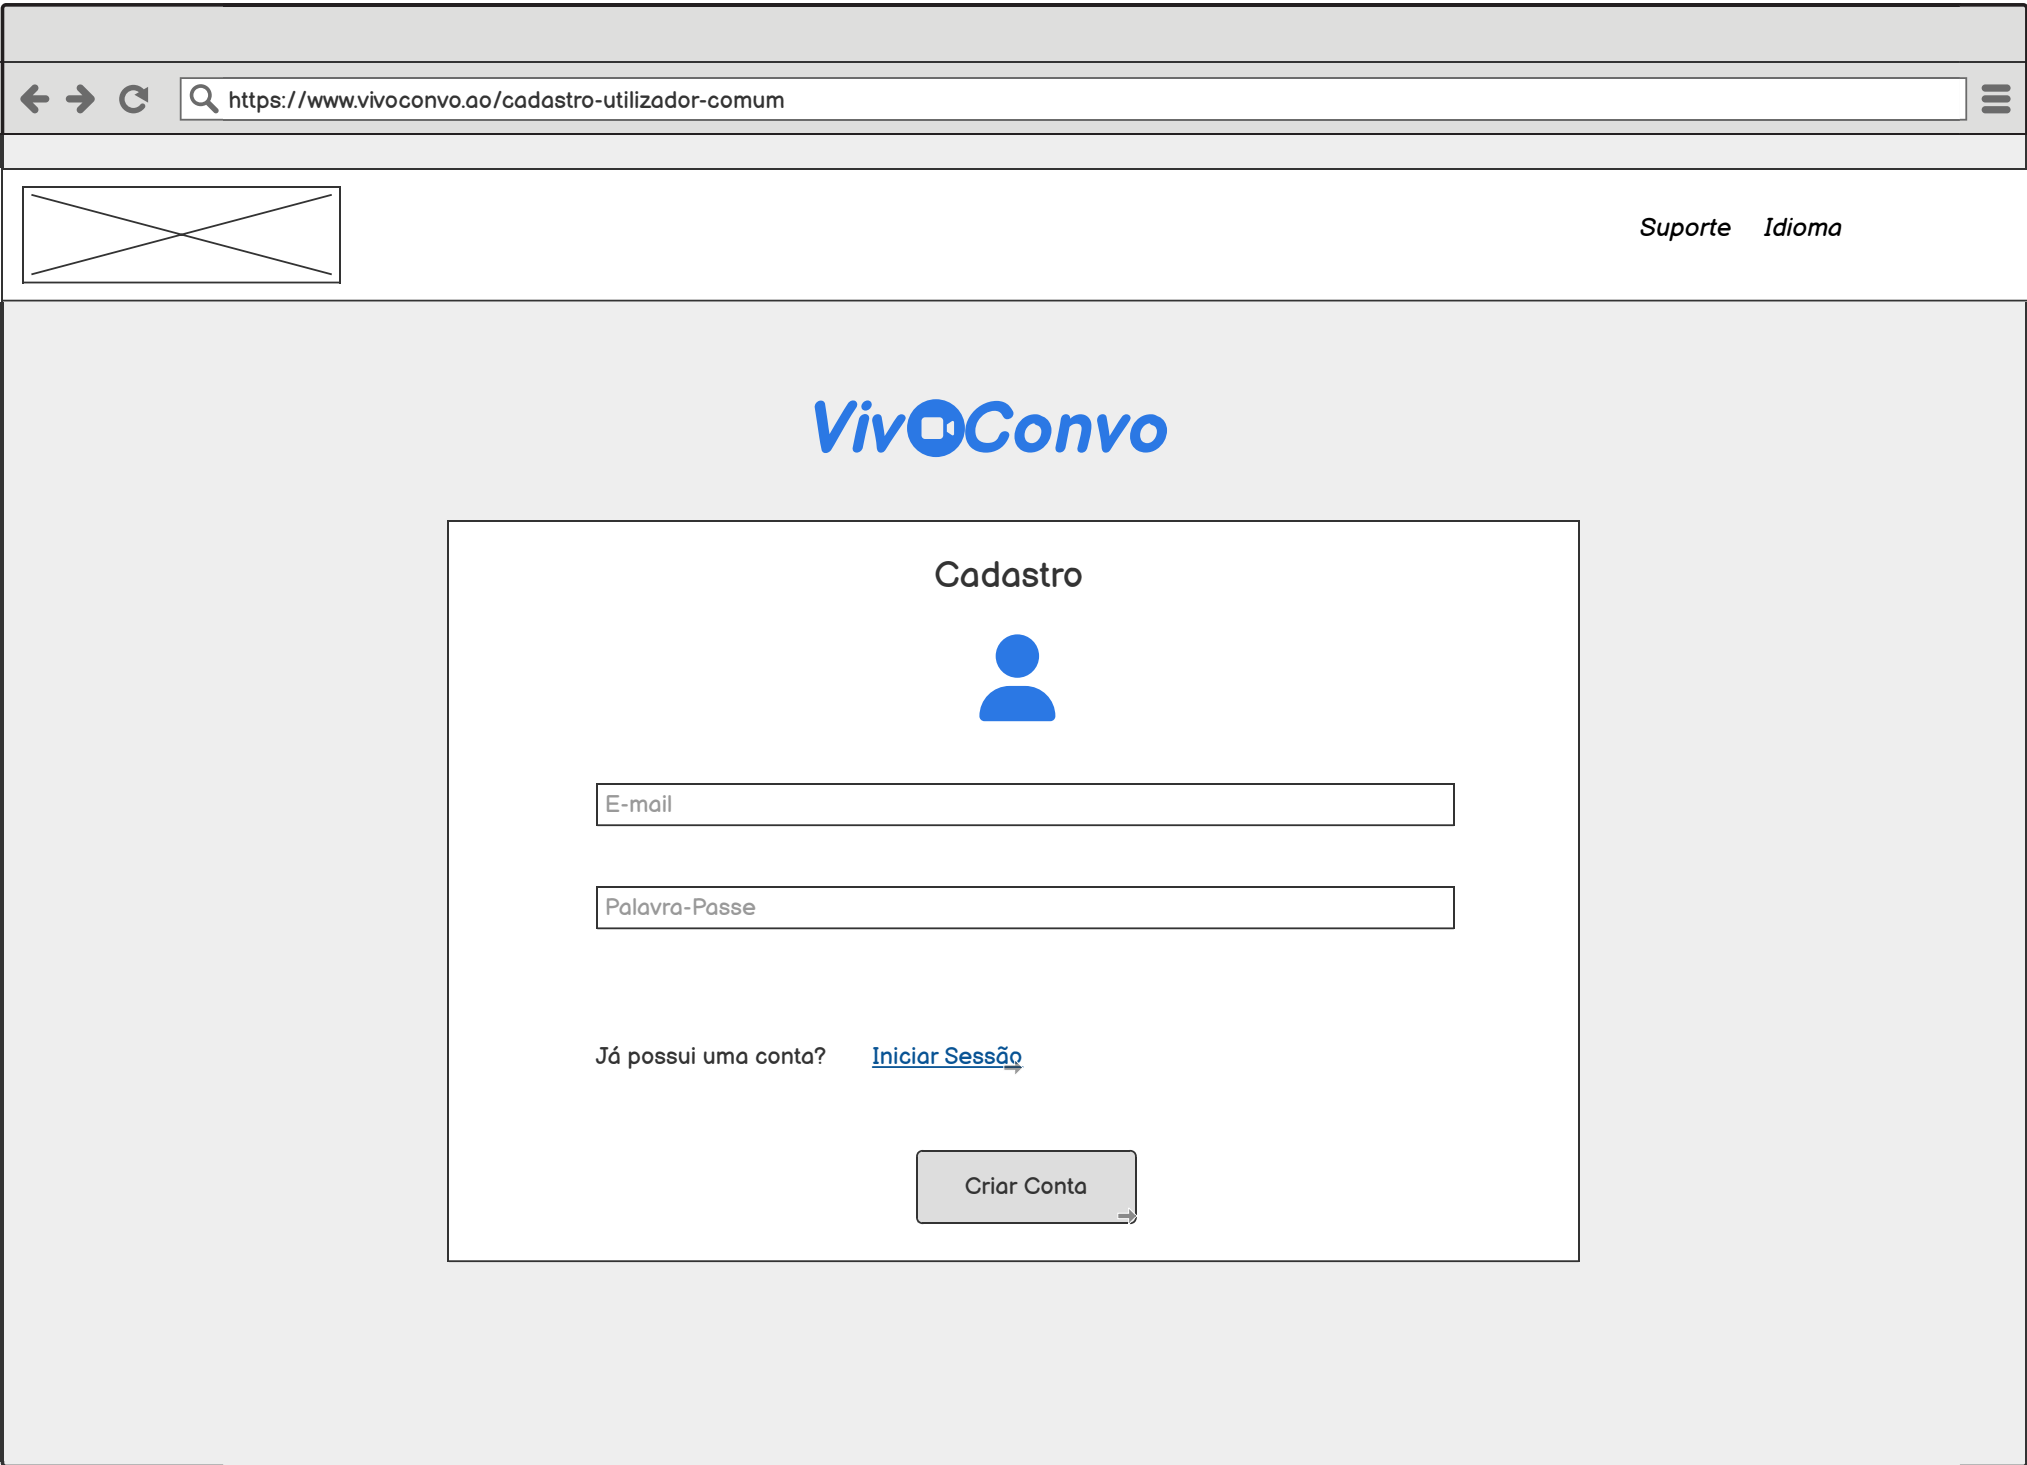 https://www.vivoconvo.ao/cadastro-utilizador-comum
Suporte Idioma
VivoConvo
Cadastro
E-mail
Palavra-Passe
Já possui uma conta? Iniciar Sessão
Criar Conta